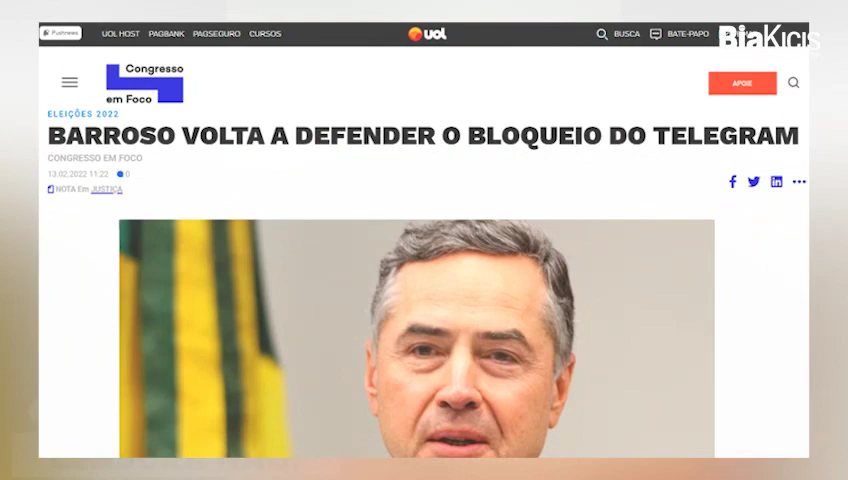 Pushnews
UOL HOST PAGBANK PAGSEGURO CURSOS
UOL
BUSCA
BATE-PAPO
BiaKicis
Congresso
em Foco
APOIE
ELEIÇÕES 2022
BARROSO VOLTA A DEFENDER O BLOQUEIO DO TELEGRAM
CONGRESSO EM FOCO
13.02.2022 11:22 0
NOTA Em JUSTIÇA